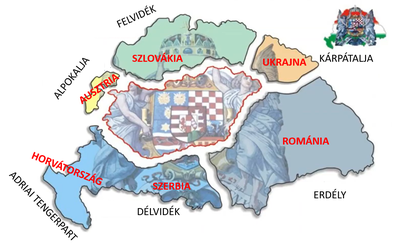 FELVIDÉK
SZLOVÁKIA
UKRAJNA
KÁRPÁTALJA
ALPOKALJA
AUSZTRIA
ROMÁNIA
HORVÁTORSZÁG
SZERBIA
ERDÉLY
DÉLVIDÉK
ADRIAI TENGERPART